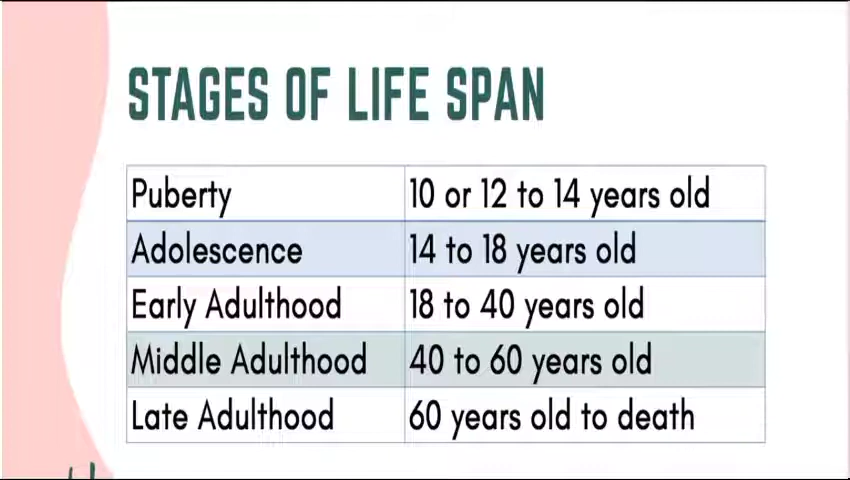 STAGES OF LIFE SPAN
Puberty 10 or 12 to 14 years old
Adolescence 14 to 18 years old
Early Adulthood 18 to 40 years old
Middle Adulthood 40 to 60 years old
Late Adulthood 60 years old to death